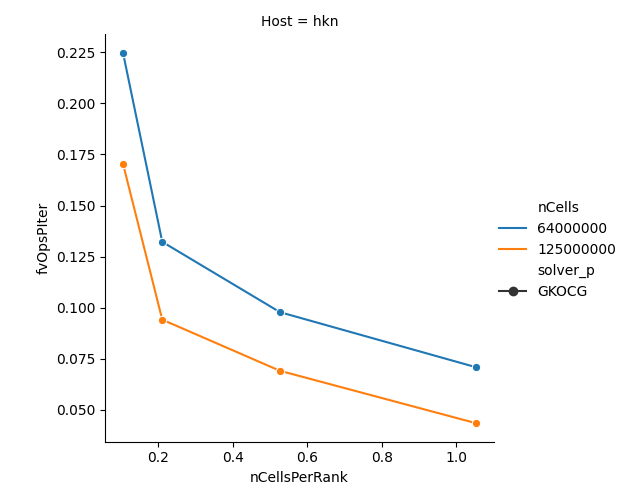 Host = hkn
0.225
0.200
0.175
0.150
0.125
0.100
0.075
0.050
fvOpsPIter
0.2 0.4 0.6 0.8 1.0
nCellsPerRank
nCells
64000000
125000000
solver_p
GKOCG